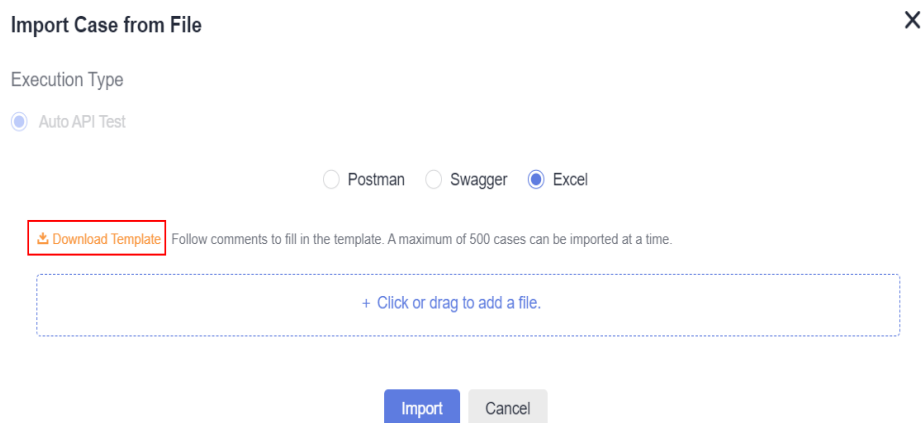 Import Case from File
X
Execution Type
Auto API Test
Postman Swagger Excel
Download Template Follow comments to fill in the template. A maximum of 500 cases can be imported at a time.
+ Click or drag to add a file.
Import Cancel